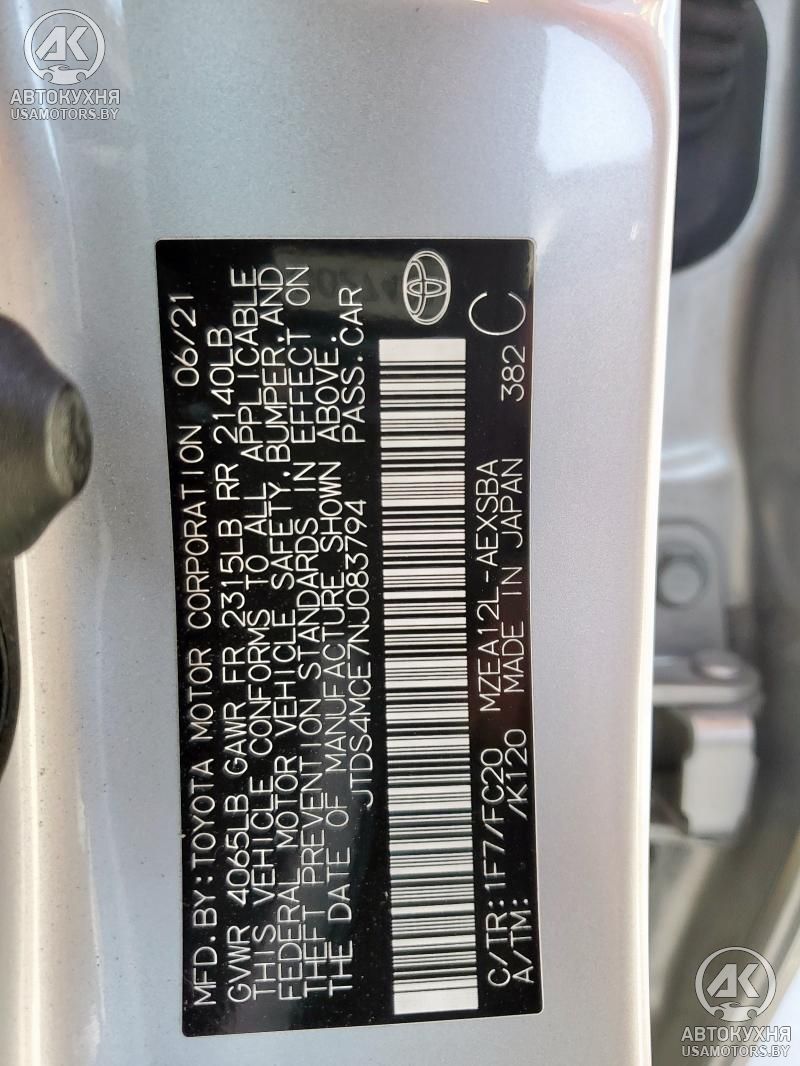 АК
АВТОКУХНЯ
USAMOTORS.BY
MFD. BY: TOYOTA MOTOR CORPORATION 06/21
GVWR 4065LB GAWR FR 2315LB RR 2140LB
THIS VEHICLE CONFORMS TO ALL APPLICABLE
FEDERAL MOTOR VEHICLE SAFETY, BUMPER, AND
THEFT PREVENTION STANDARDS IN EFFECT ON
THE DATE OF MANUFACTURE SHOWN ABOVE.
JTDS4MCE7NJ083794 PASS. CAR
C/TR: 1F7/FC20 MZEA12L-AEXSBA 382 C
A/TM: /K120 MADE IN JAPAN
АК
АВТОКУХНЯ
USAMOTORS.BY